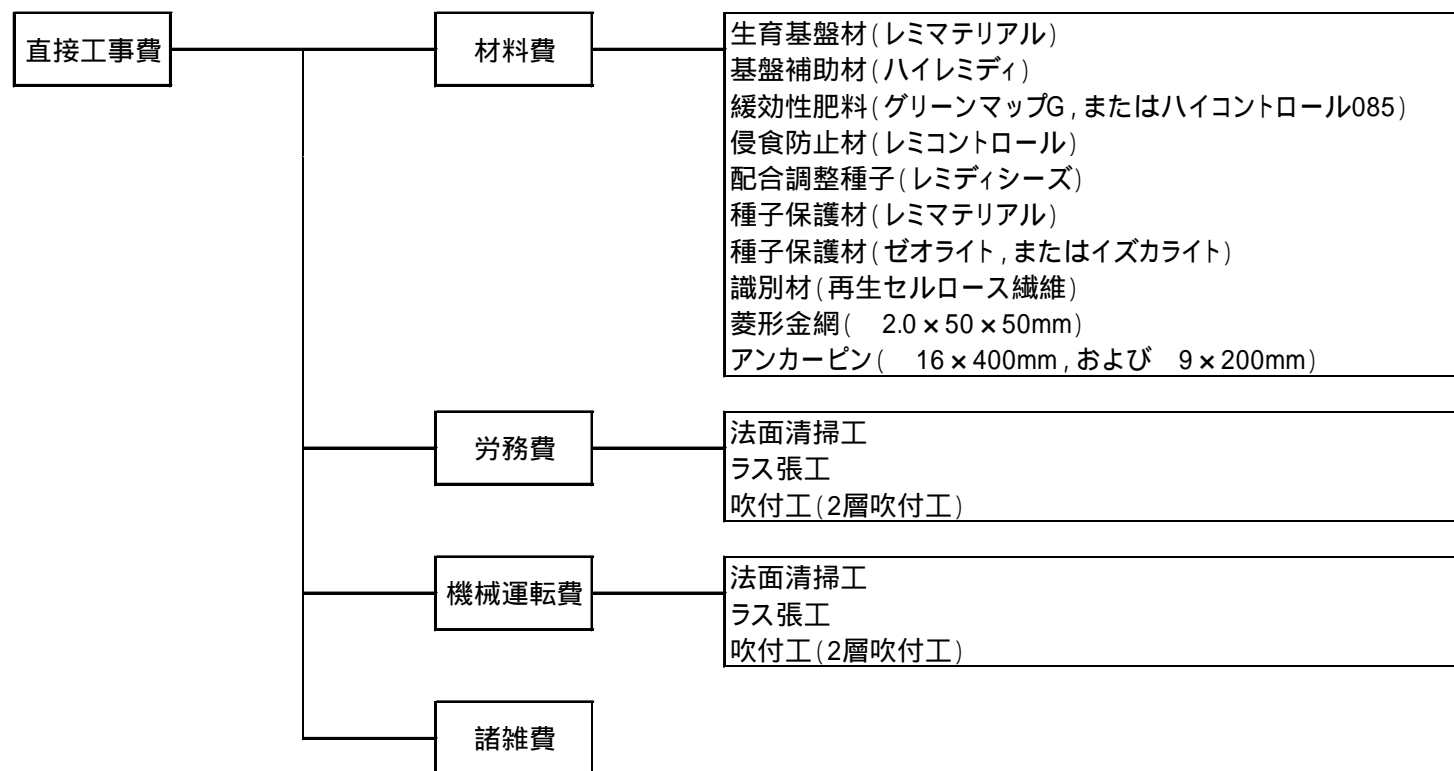 直接工事費
材料費
生育基盤材(レミマテリアル)
基盤補助材(ハイレミディ)
緩効性肥料(グリーンマップG,またはハイコントロール085)
侵食防止材(レミコントロール)
配合調整種子(レミディシーズ)
種子保護材(レミマテリアル)
種子保護材(ゼオライト,またはイズカライト)
識別材(再生セルロース繊維)
菱形金網( 2.0×50×50mm)
アンカーピン( 16×400mm,および 9×200mm)
労務費
法面清掃工
ラス張工
吹付工(2層吹付工)
機械運転費
法面清掃工
ラス張工
吹付工(2層吹付工)
諸雑費